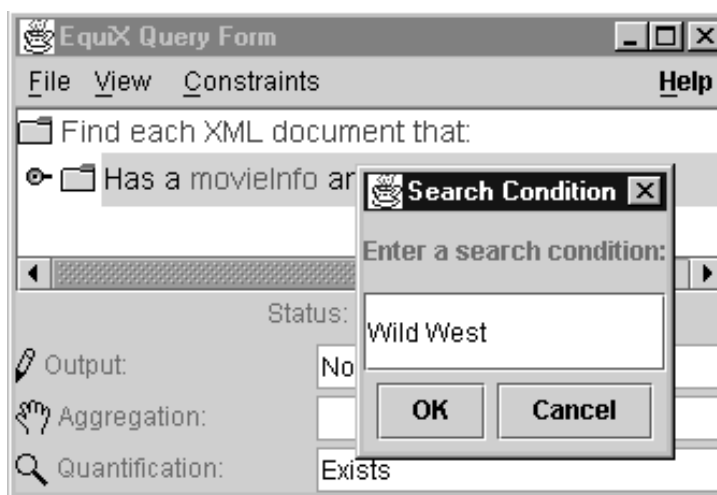 EquiX Query Form
File View Constraints Help
Find each XML document that:
Has a movieInfo ar
Search Condition
Enter a search condition:
Wild West
OK Cancel
Status:
Output: No
Aggregation:
Quantification: Exists